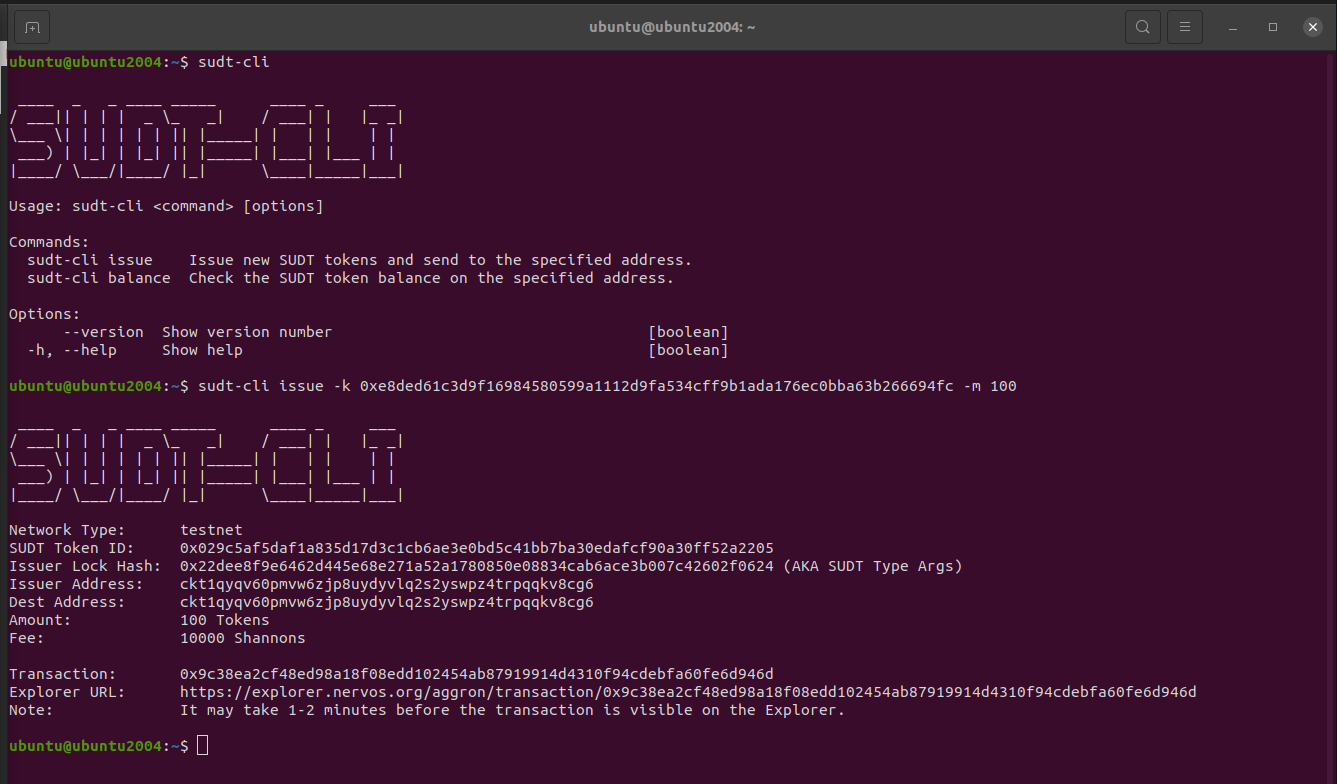 ubuntu@ubuntu2004: ~
ubuntu@ubuntu2004:~$ sudt-cli
 ____  _   _ ____ _____      ____ _     ___
/ ___|| | | |  _ \_   _|    / ___| |   |_ _|
\___ \| | | | | | || |_____| |   | |    | |
 ___) | |_| | |_| || |_____| |___| |___ | |
|____/ \___/|____/ |_|      \____|_____|___|
Usage: sudt-cli <command> [options]
Commands:
  sudt-cli issue    Issue new SUDT tokens and send to the specified address.
  sudt-cli balance  Check the SUDT token balance on the specified address.
Options:
      --version  Show version number                                   [boolean]
  -h, --help     Show help                                             [boolean]
ubuntu@ubuntu2004:~$ sudt-cli issue -k 0xe8ded61c3d9f16984580599a1112d9fa534cff9b1ada176ec0bba63b266694fc -m 100
 ____  _   _ ____ _____      ____ _     ___
/ ___|| | | |  _ \_   _|    / ___| |   |_ _|
\___ \| | | | | | || |_____| |   | |    | |
 ___) | |_| | |_| || |_____| |___| |___ | |
|____/ \___/|____/ |_|      \____|_____|___|
Network Type:      testnet
SUDT Token ID:     0x029c5af5daf1a835d17d3c1cb6ae3e0bd5c41bb7ba30edafcf90a30ff52a2205
Issuer Lock Hash:  0x22dee8f9e6462d445e68e271a52a1780850e08834cab6ace3b007c42602f0624 (AKA SUDT Type Args)
Issuer Address:    ckt1qyqv60pmvw6zjp8uydyvlq2s2yswpz4trpqqkv8cg6
Dest Address:      ckt1qyqv60pmvw6zjp8uydyvlq2s2yswpz4trpqqkv8cg6
Amount:            100 Tokens
Fee:               10000 Shannons
Transaction:       0x9c38ea2cf48ed98a18f08edd102454ab87919914d4310f94cdebfa60fe6d946d
Explorer URL:      https://explorer.nervos.org/aggron/transaction/0x9c38ea2cf48ed98a18f08edd102454ab87919914d4310f94cdebfa60fe6d946d
Note:              It may take 1-2 minutes before the transaction is visible on the Explorer.
ubuntu@ubuntu2004:~$